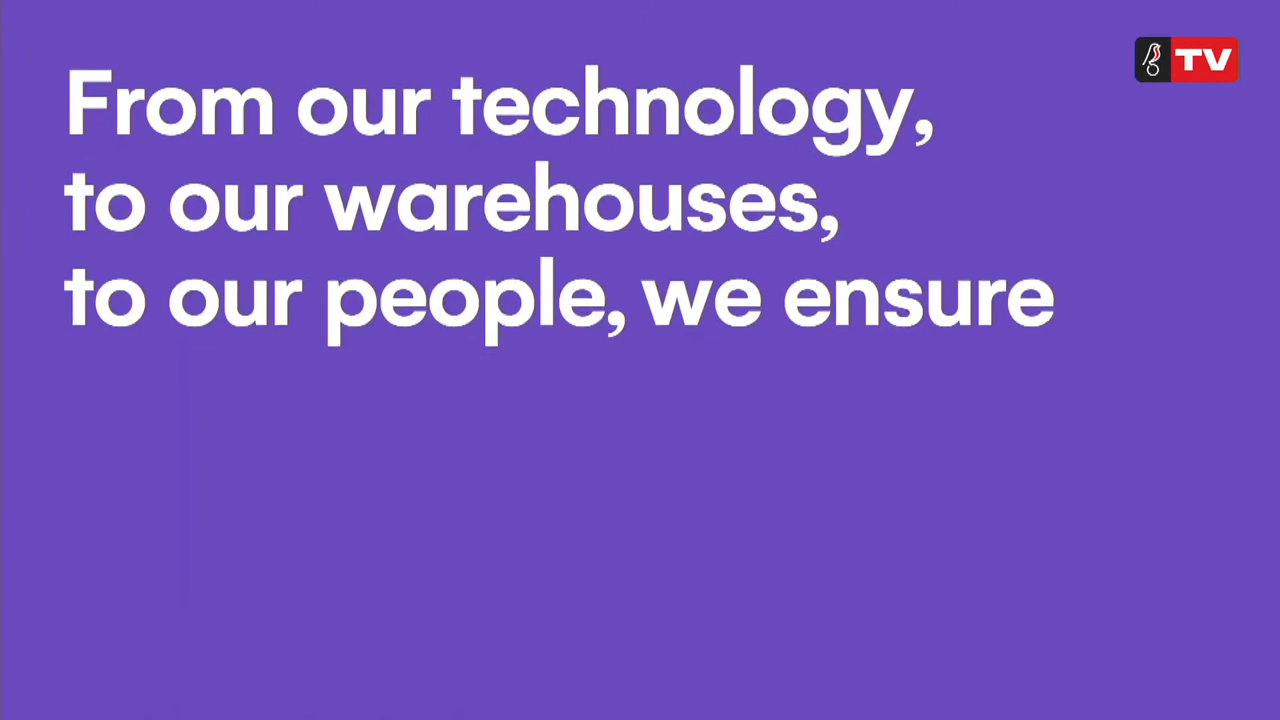 From our technology,
to our warehouses,
to our people, we ensure
TV